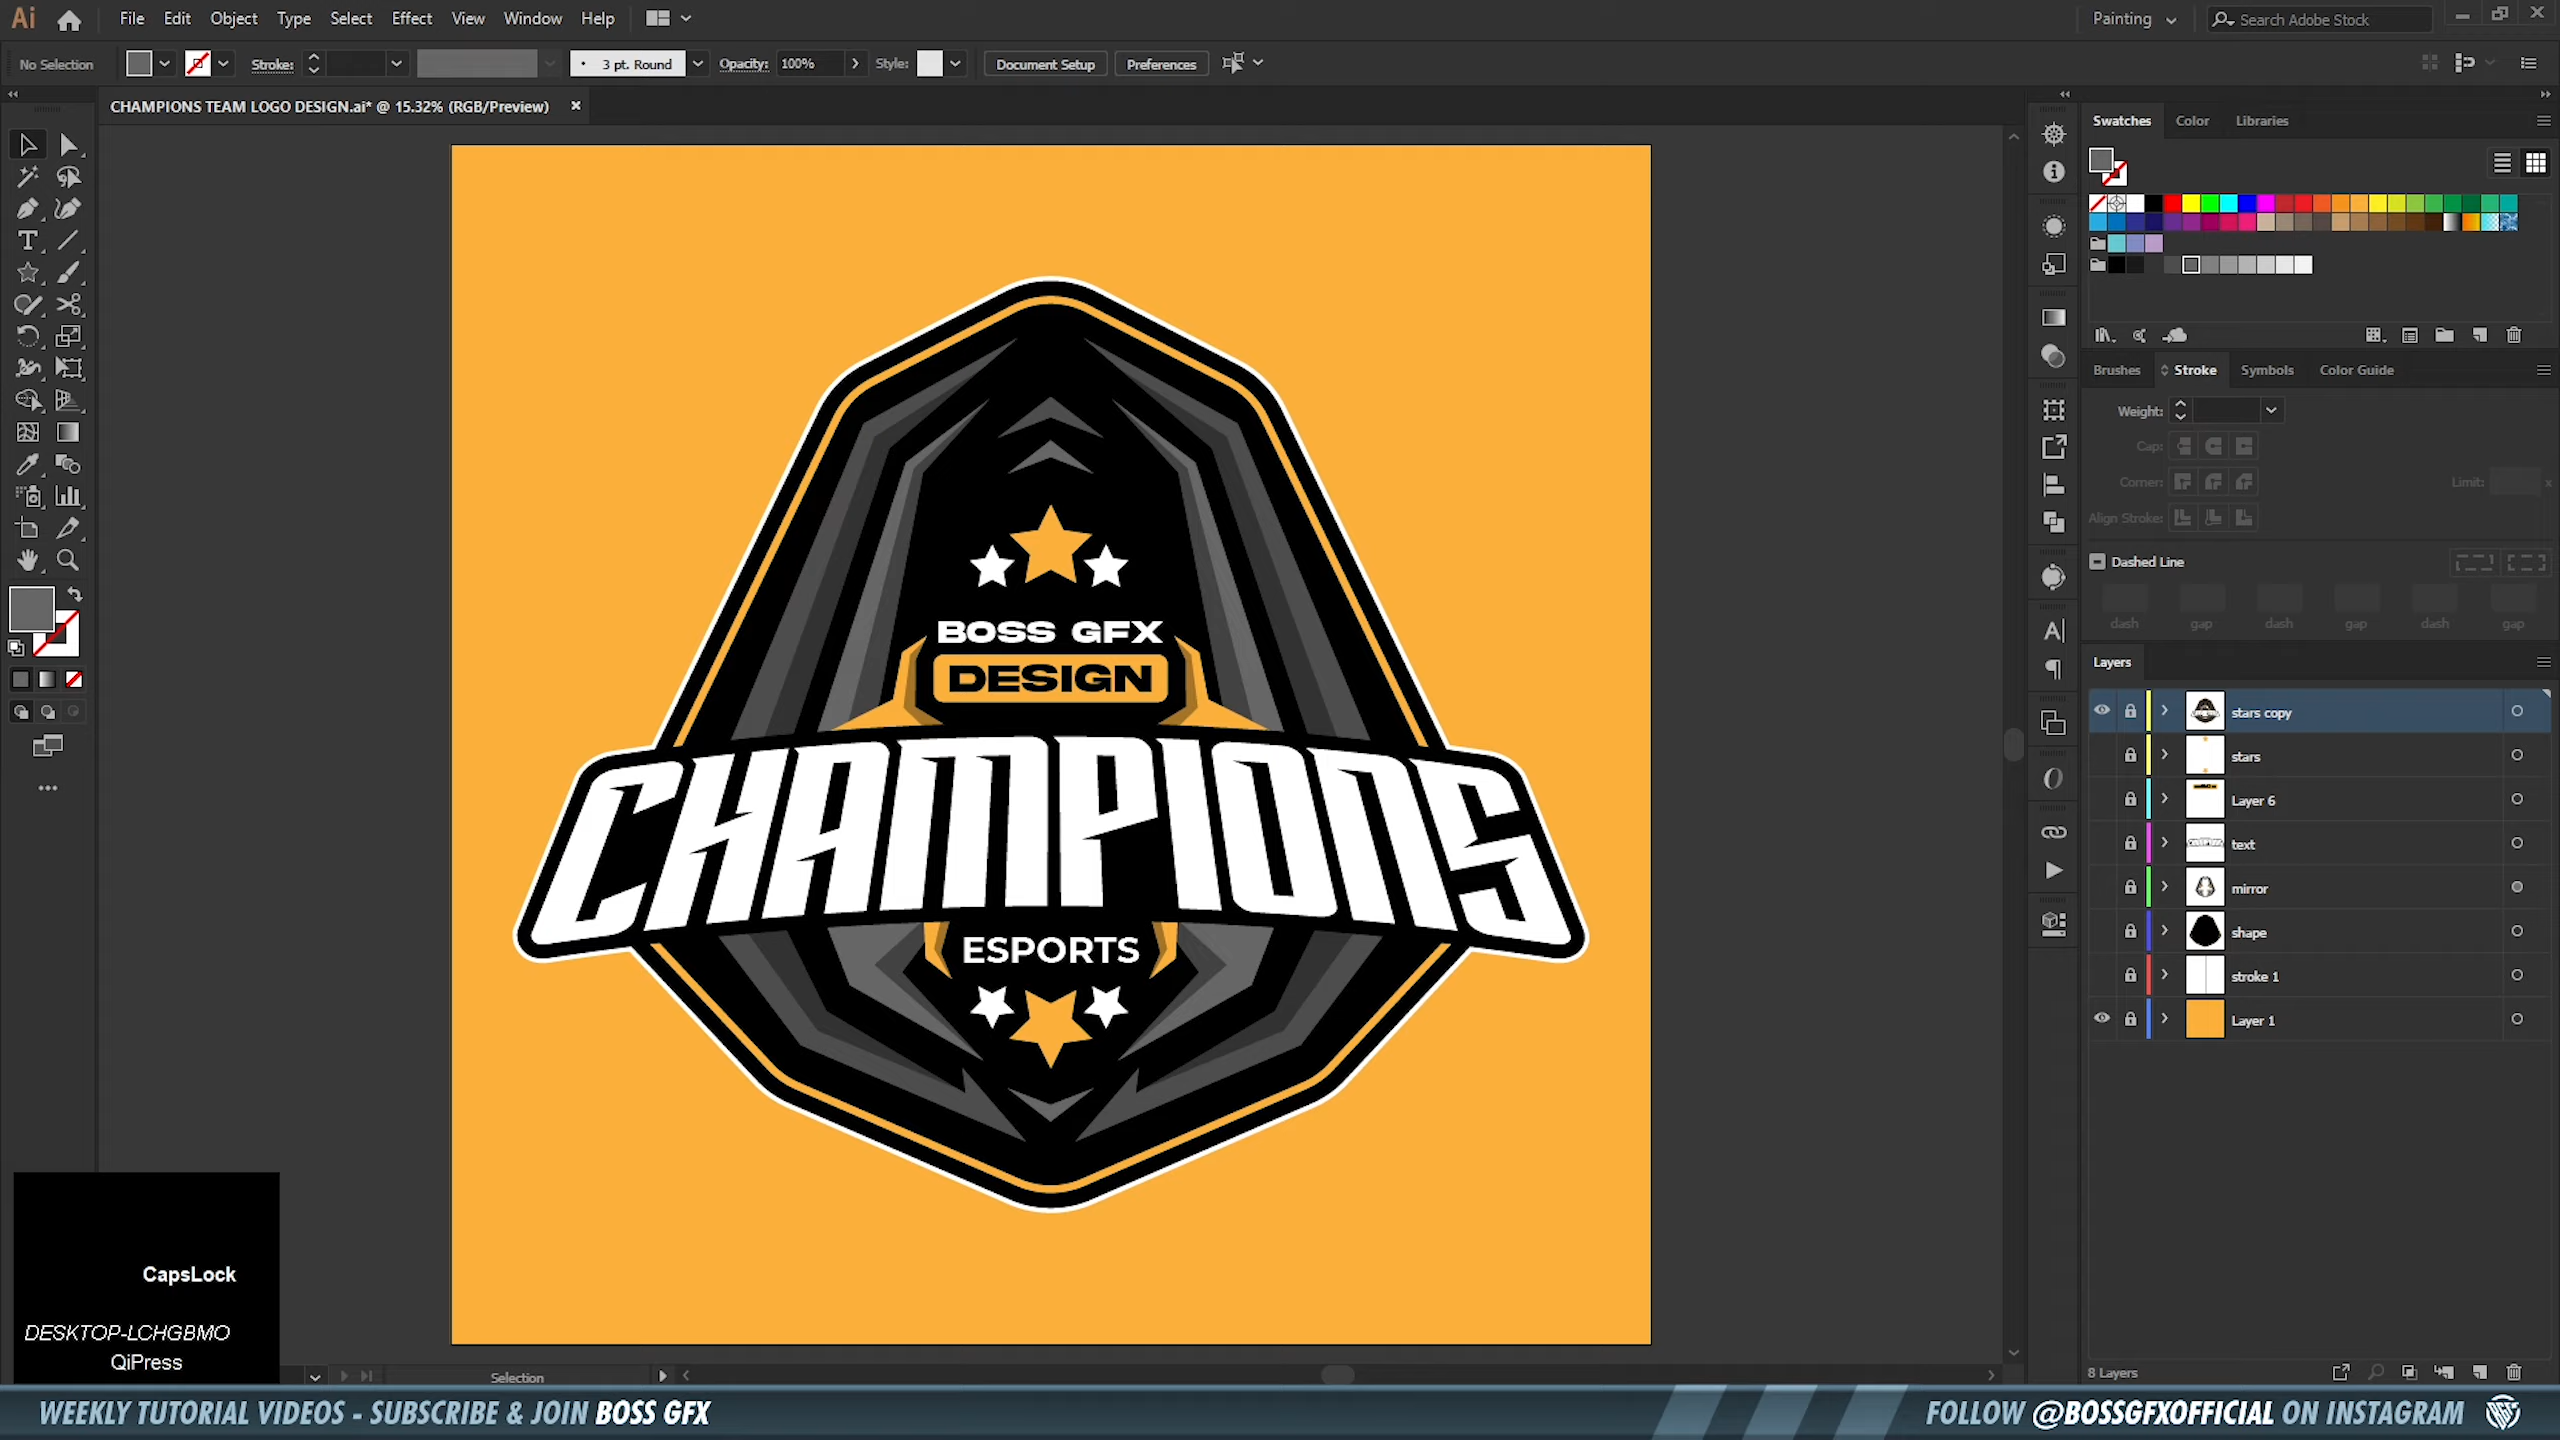 Ai File Edit Object Type Select Effect View Window Help Painting Search Adobe Stock
No Selection Stroke: 3 pt. Round Opacity: 100% Style: Document Setup Preferences
CHAMPIONS TEAM LOGO DESIGN.ai* @ 15.32% (RGB/Preview)
Swatches Color Libraries
Brushes Stroke Symbols Color Guide
Weight:
Cap:
Corner: Limit: x
Align Stroke:
Dashed Line
dash gap dash gap dash gap
Layers
stars copy
stars
Layer 6
text
mirror
shape
stroke 1
Layer 1
8 Layers
BOSS GFX
DESIGN
CHAMPIONS
ESPORTS
CapsLock
DESKTOP-LCHGBMO
QiPress
Selection
WEEKLY TUTORIAL VIDEOS - SUBSCRIBE & JOIN BOSS GFX
FOLLOW @BOSSGFXOFFICIAL ON INSTAGRAM